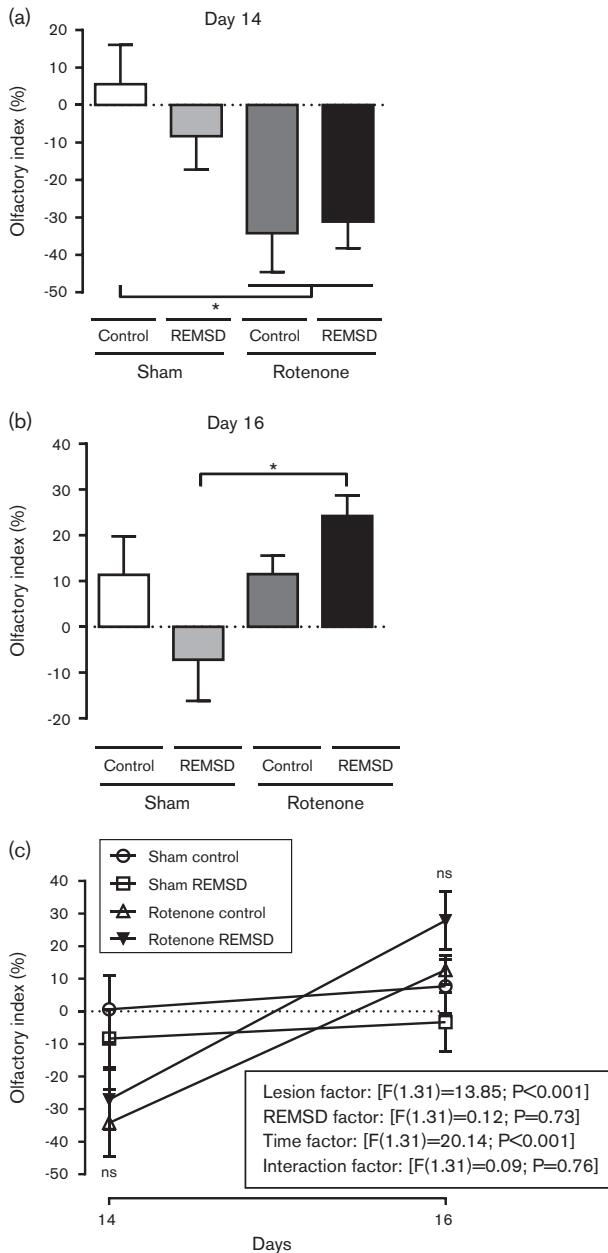 (a)
Day 14
Olfactory index (%)
20
10
0
-10
-20
-30
-40
-50
*
Control REMSD Control REMSD
Sham Rotenone
(b)
Day 16
Olfactory index (%)
40
30
20
10
0
-10
-20
*
Control REMSD Control REMSD
Sham Rotenone
(c)
Sham control
Sham REMSD
Rotenone control
Rotenone REMSD
Olfactory index (%)
40
30
20
10
0
-10
-20
-30
-40
-50
ns
ns
Lesion factor: [F(1.31)=13.85; P<0.001]
REMSD factor: [F(1.31)=0.12; P=0.73]
Time factor: [F(1.31)=20.14; P<0.001]
Interaction factor: [F(1.31)=0.09; P=0.76]
14 16
Days